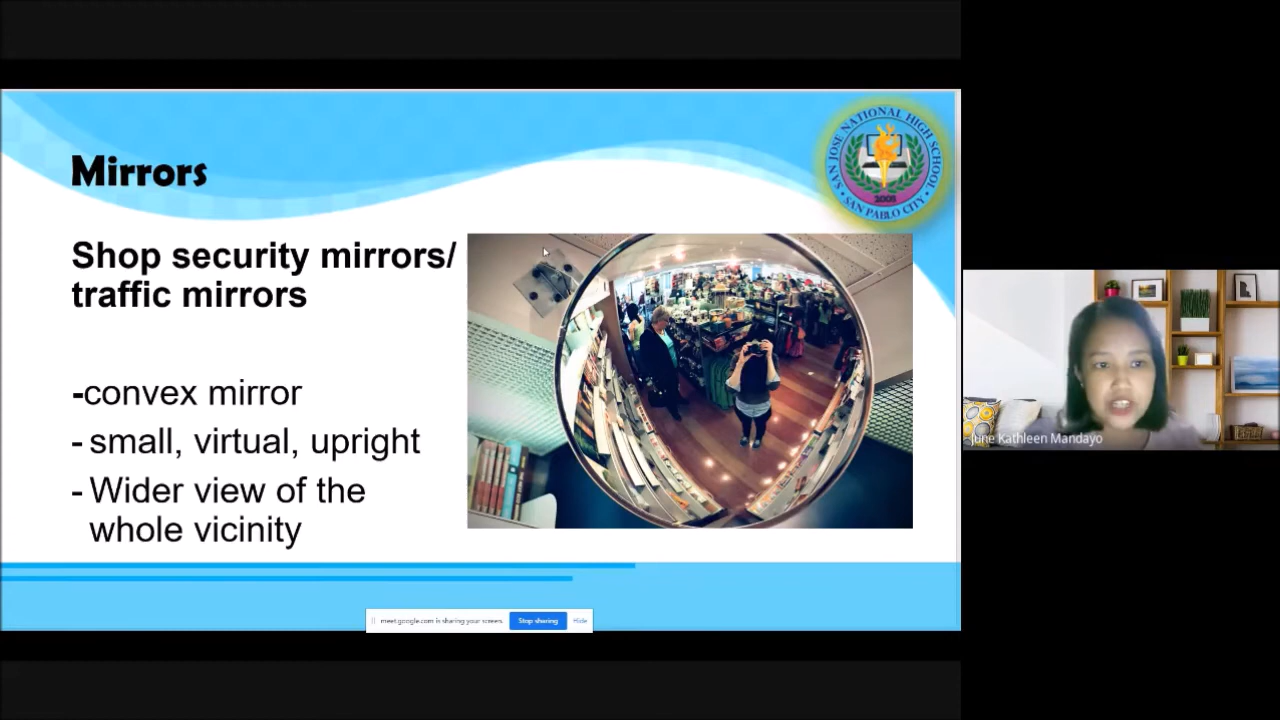 Mirrors
SAN JOSE NATIONAL HIGH SCHOOL
2005
SAN PABLO CITY
Shop security mirrors/
traffic mirrors
-convex mirror
- small, virtual, upright
- Wider view of the
whole vicinity
meet.google.com is sharing your screen.
Stop sharing
Hide
June Kathleen Mandayo